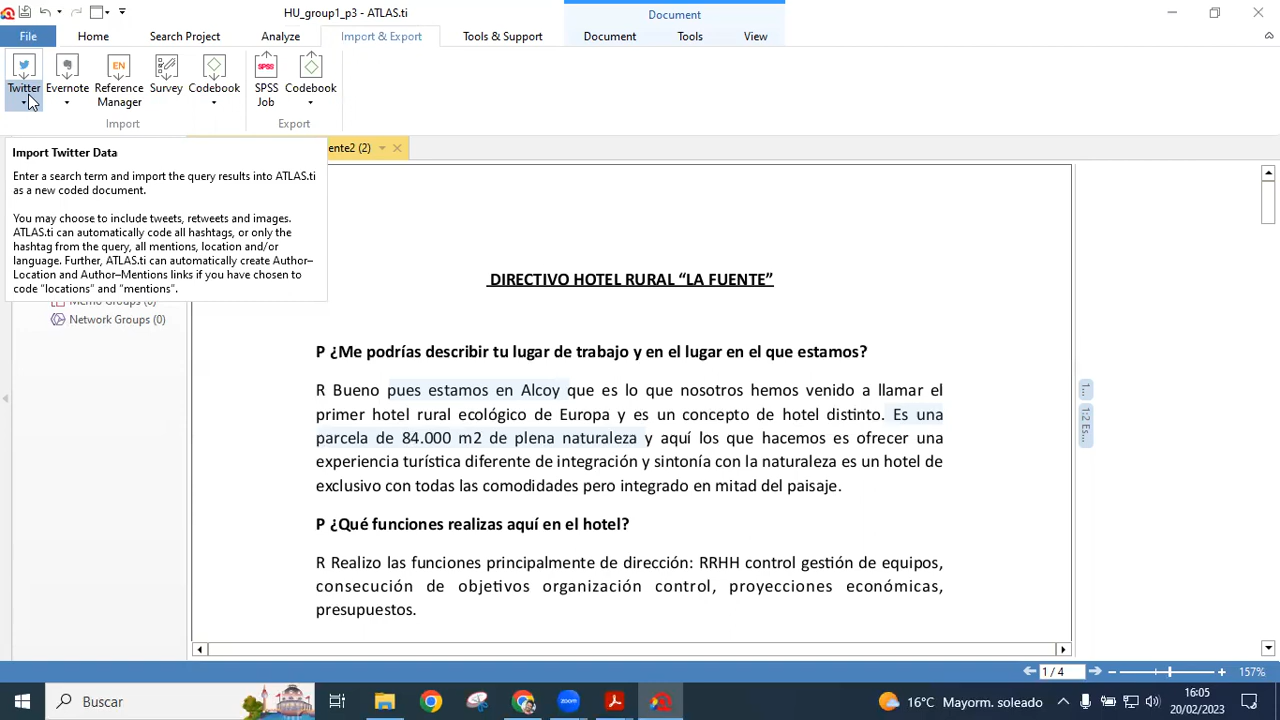 HU_group1_p3 - ATLAS.ti
Document
File
Home
Search Project
Analyze
Import & Export
Tools & Support
Document
Tools
View
Twitter
Evernote
EN
Reference
Manager
Survey
Codebook
SPSS
SPSS
Job
Codebook
Import
Export
ente2 (2)
Import Twitter Data
Enter a search term and import the query results into ATLAS.ti
as a new coded document.
You may choose to include tweets, retweets and images.
ATLAS.ti can automatically code all hashtags, or only the
hashtag from the query, all mentions, location and/or
language. Further, ATLAS.ti can automatically create Author–
Location and Author–Mentions links if you have chosen to
code "locations" and "mentions".
Memo Groups (0)
Network Groups (0)
DIRECTIVO HOTEL RURAL “LA FUENTE”
P ¿Me podrías describir tu lugar de trabajo y en el lugar en el que estamos?
R Bueno pues estamos en Alcoy que es lo que nosotros hemos venido a llamar el
primer hotel rural ecológico de Europa y es un concepto de hotel distinto. Es una
parcela de 84.000 m2 de plena naturaleza y aquí los que hacemos es ofrecer una
experiencia turística diferente de integración y sintonía con la naturaleza es un hotel de
exclusivo con todas las comodidades pero integrado en mitad del paisaje.
P ¿Qué funciones realizas aquí en el hotel?
R Realizo las funciones principalmente de dirección: RRHH control gestión de equipos,
consecución de objetivos organización control, proyecciones económicas,
presupuestos.
1...
1:2 Es...
1 / 4
157%
Buscar
zoom
16°C Mayorm. soleado
16:05
20/02/2023